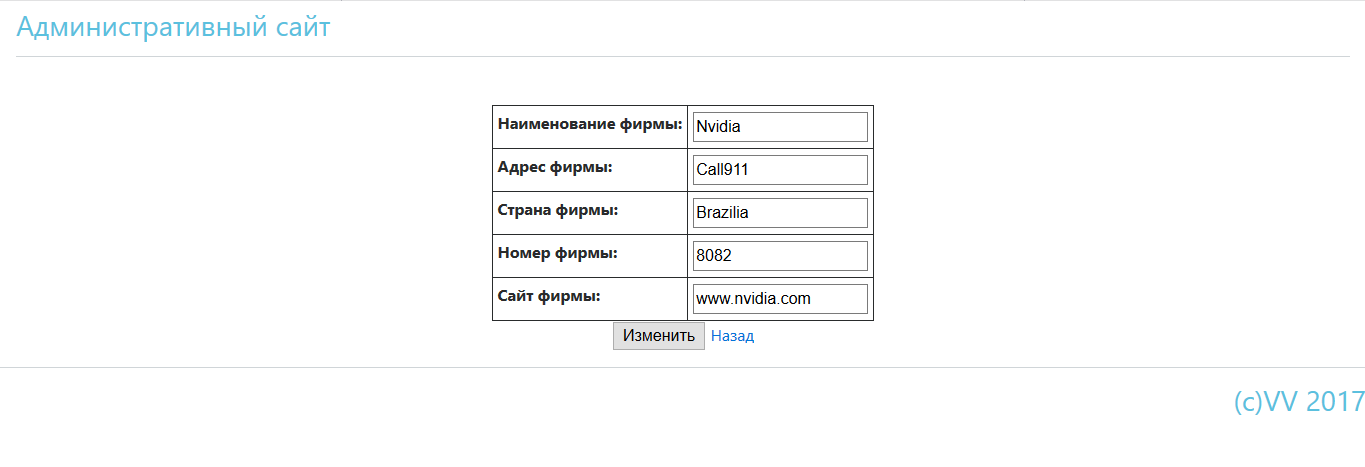 Административный сайт
Наименование фирмы: Nvidia
Адрес фирмы: Call911
Страна фирмы: Brazilia
Номер фирмы: 8082
Сайт фирмы: www.nvidia.com
Изменить Назад
(c)VV 2017